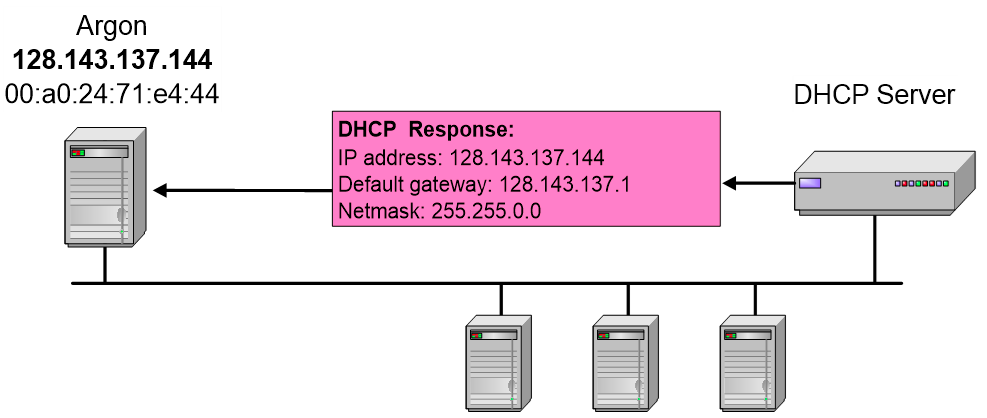 Argon
128.143.137.144
00:a0:24:71:e4:44
DHCP Server
DHCP  Response:
IP address: 128.143.137.144
Default gateway: 128.143.137.1
Netmask: 255.255.0.0